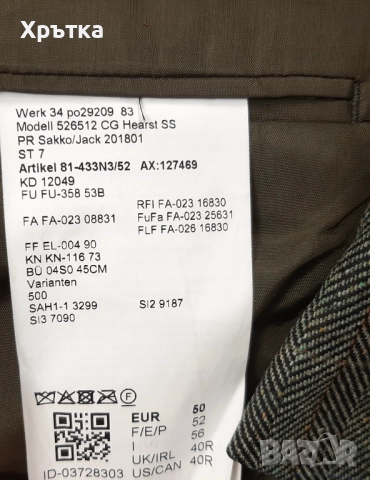 Хрътка
Werk 34 po29209 83
Modell 526512 CG Hearst SS
PR Sakko/Jack 201801
ST 7
Artikel 81-433N3/52 AX:127469
KD 12049
FU FU-358 53B
RFI FA-023 16830
FA FA-023 08831 FuFa FA-023 25631
FLF FA-026 16830
FF EL-004 90
KN KN-116 73
BÜ 04S0 45CM
Varianten
500
SAH1-1 3299 SI2 9187
SI3 7090
EUR 50
F/E/P 52
I 56
UK/IRL 40R
US/CAN 40R
ID-03728303
BAZAR